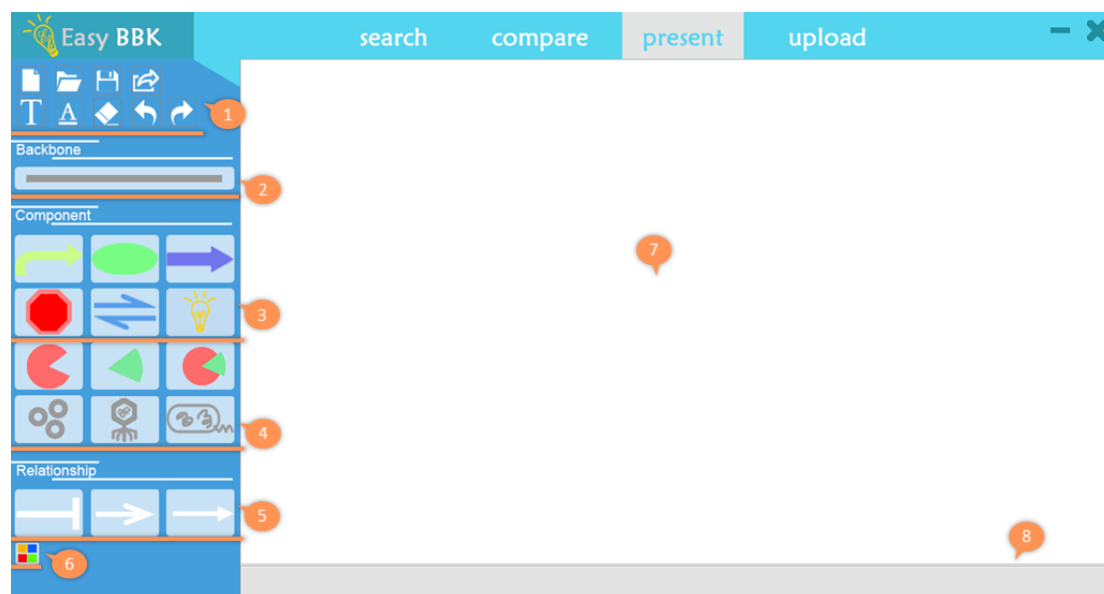 Easy BBK
search compare present upload
T A
1
Backbone
2
Component
7
3
4
Relationship
5
8
6